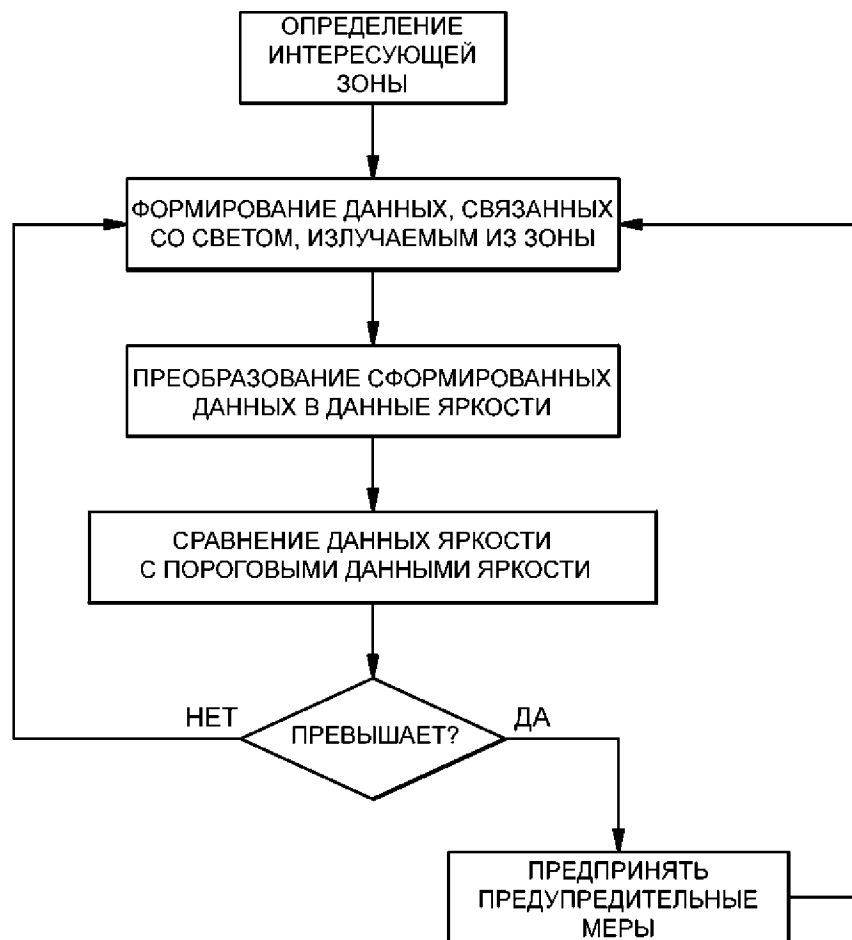 ОПРЕДЕЛЕНИЕ
ИНТЕРЕСУЮЩЕЙ
ЗОНЫ
ФОРМИРОВАНИЕ ДАННЫХ, СВЯЗАННЫХ
СО СВЕТОМ, ИЗЛУЧАЕМЫМ ИЗ ЗОНЫ
ПРЕОБРАЗОВАНИЕ СФОРМИРОВАННЫХ
ДАННЫХ В ДАННЫЕ ЯРКОСТИ
СРАВНЕНИЕ ДАННЫХ ЯРКОСТИ
С ПОРОГОВЫМИ ДАННЫМИ ЯРКОСТИ
НЕТ
ПРЕВЫШАЕТ?
ДА
ПРЕДПРИНЯТЬ
ПРЕДУПРЕДИТЕЛЬНЫЕ
МЕРЫ